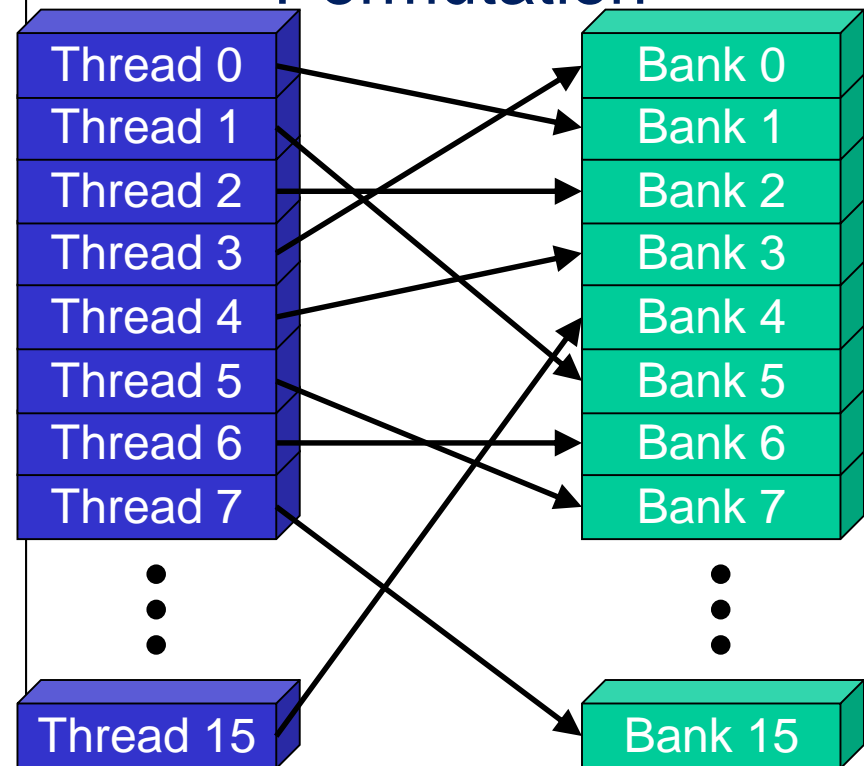 Permutation
Thread 0
Thread 1
Thread 2
Thread 3
Thread 4
Thread 5
Thread 6
Thread 7
Thread 15
Bank 0
Bank 1
Bank 2
Bank 3
Bank 4
Bank 5
Bank 6
Bank 7
Bank 15